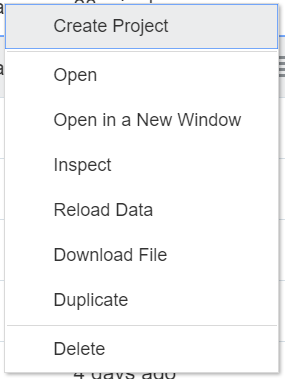 Create Project
Open
Open in a New Window
Inspect
Reload Data
Download File
Duplicate
Delete
4 days ago